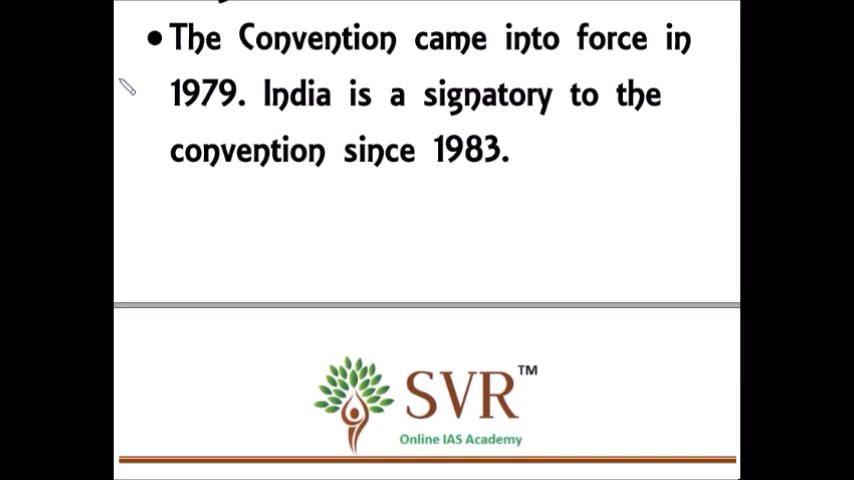 • The Convention came into force in
1979. India is a signatory to the
convention since 1983.
SVR™
Online IAS Academy